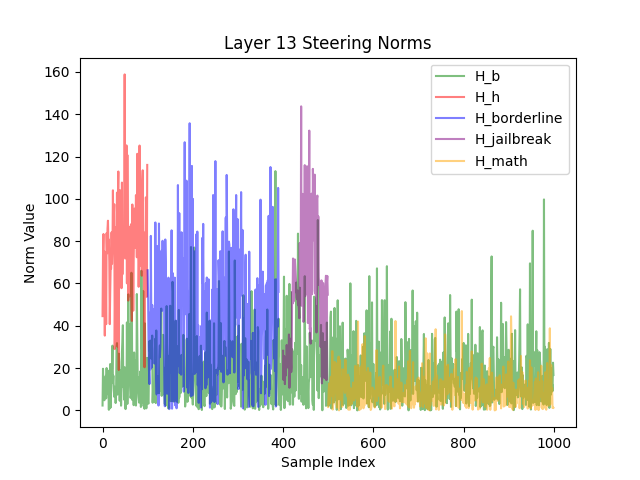 Layer 13 Steering Norms
Norm Value
160
140
120
100
80
60
40
20
0
0 200 400 600 800 1000
Sample Index
H_b
H_h
H_borderline
H_jailbreak
H_math